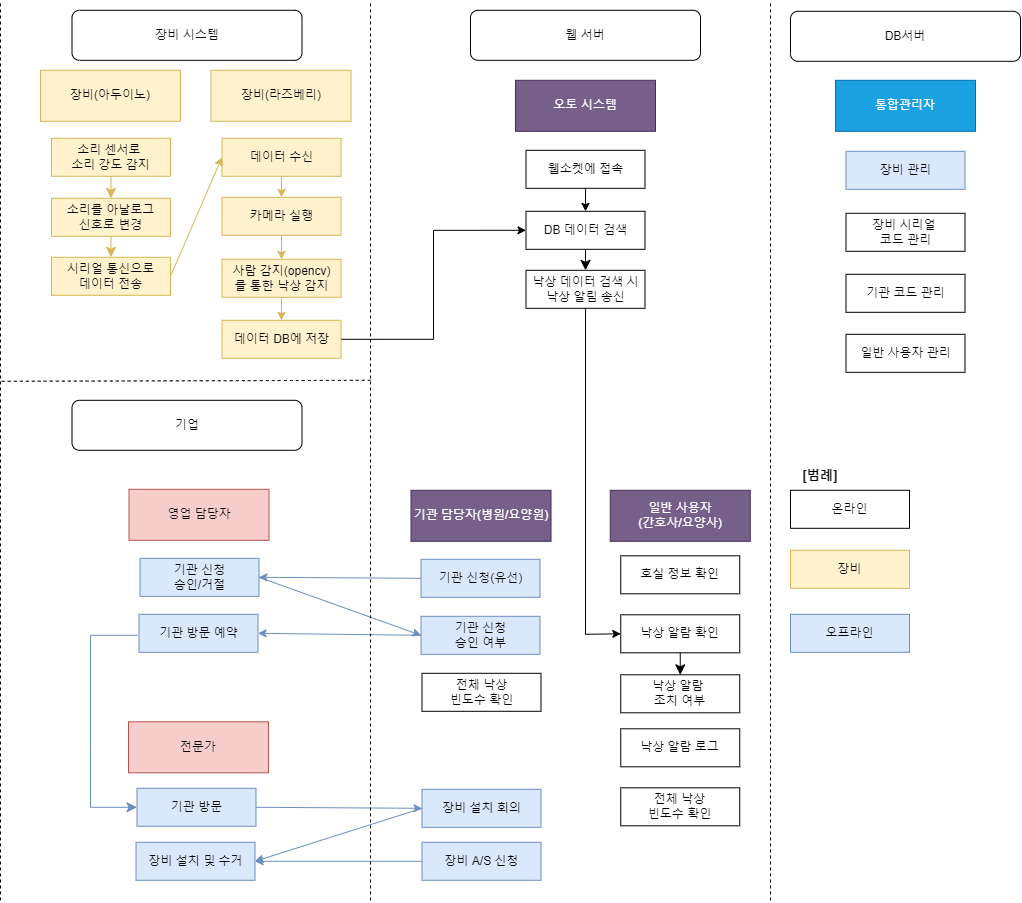 장비 시스템
장비(아두이노)
장비(라즈베리)
소리 센서로
소리 강도 감지
소리를 아날로그
신호로 변경
시리얼 통신으로
데이터 전송
데이터 수신
카메라 실행
사람 감지(opencv)
를 통한 낙상 감지
데이터 DB에 저장
웹 서버
오토 시스템
웹소켓에 접속
DB 데이터 검색
낙상 데이터 검색 시
낙상 알림 송신
DB서버
통합관리자
장비 관리
장비 시리얼
코드 관리
기관 코드 관리
일반 사용자 관리
기업
영업 담당자
기관 신청
승인/거절
기관 방문 예약
전문가
기관 방문
장비 설치 및 수거
기관 담당자(병원/요양원)
기관 신청(유선)
기관 신청
승인 여부
전체 낙상
빈도수 확인
장비 설치 회의
장비 A/S 신청
일반 사용자
(간호사/요양사)
호실 정보 확인
낙상 알람 확인
낙상 알람
조치 여부
낙상 알람 로그
전체 낙상
빈도수 확인
[범례]
온라인
장비
오프라인